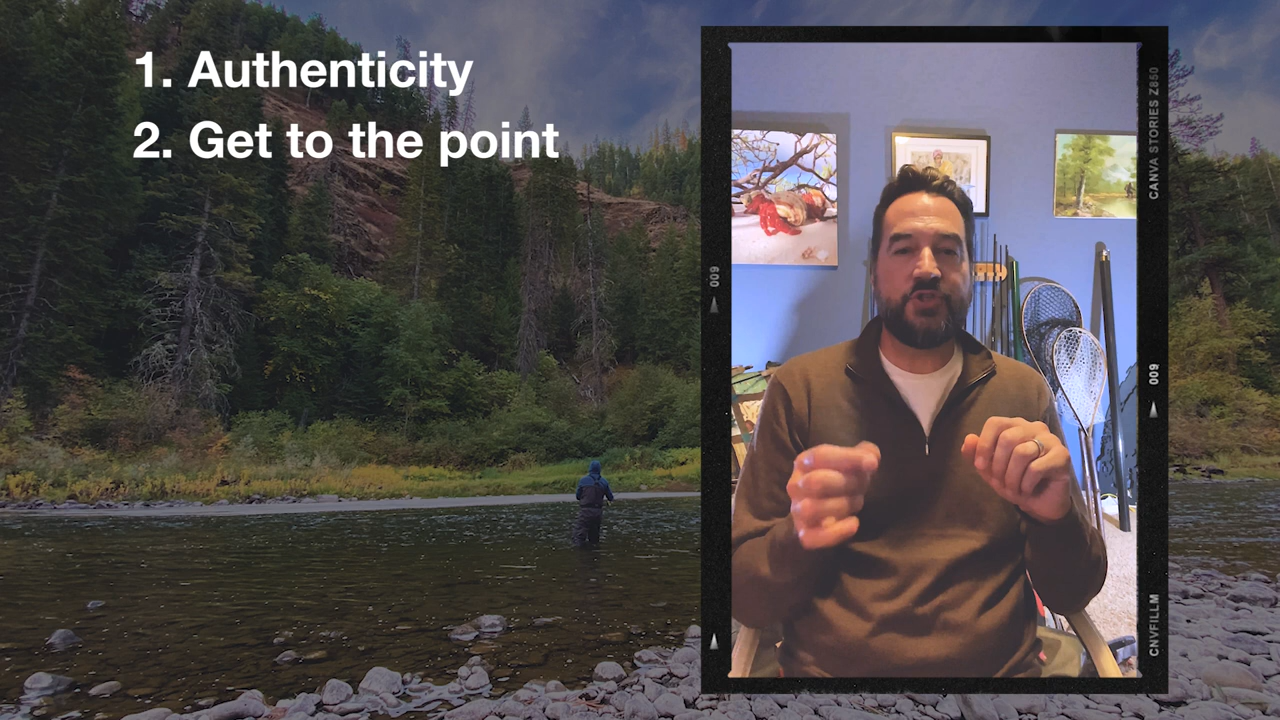 1. Authenticity
2. Get to the point
CANVA STORIES Z850
009
009
CNVFILLM